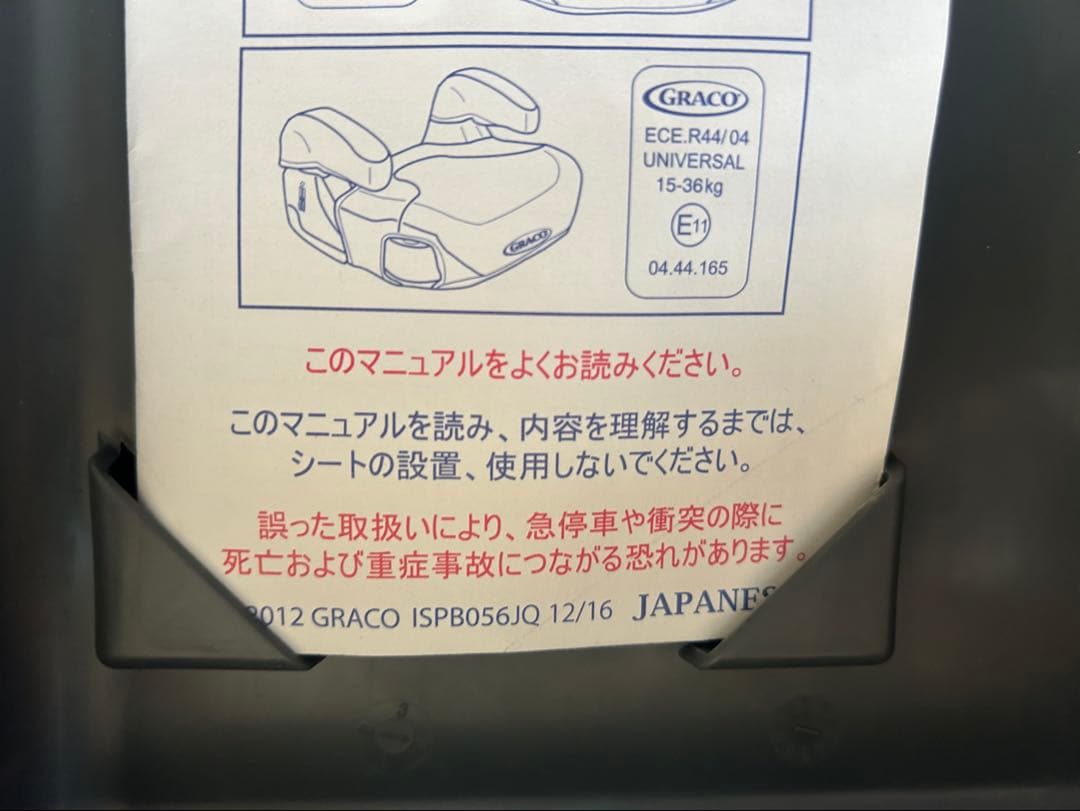 GRACO
ECE.R44/04
UNIVERSAL
15-36kg
E11
04.44.165
GRACO
このマニュアルをよくお読みください。
このマニュアルを読み、内容を理解するまでは、
シートの設置、使用しないでください。
誤った取扱いにより、急停車や衝突の際に
死亡および重症事故につながる恐れがあります。
2012 GRACO ISPB056JQ 12/16 JAPANES
3